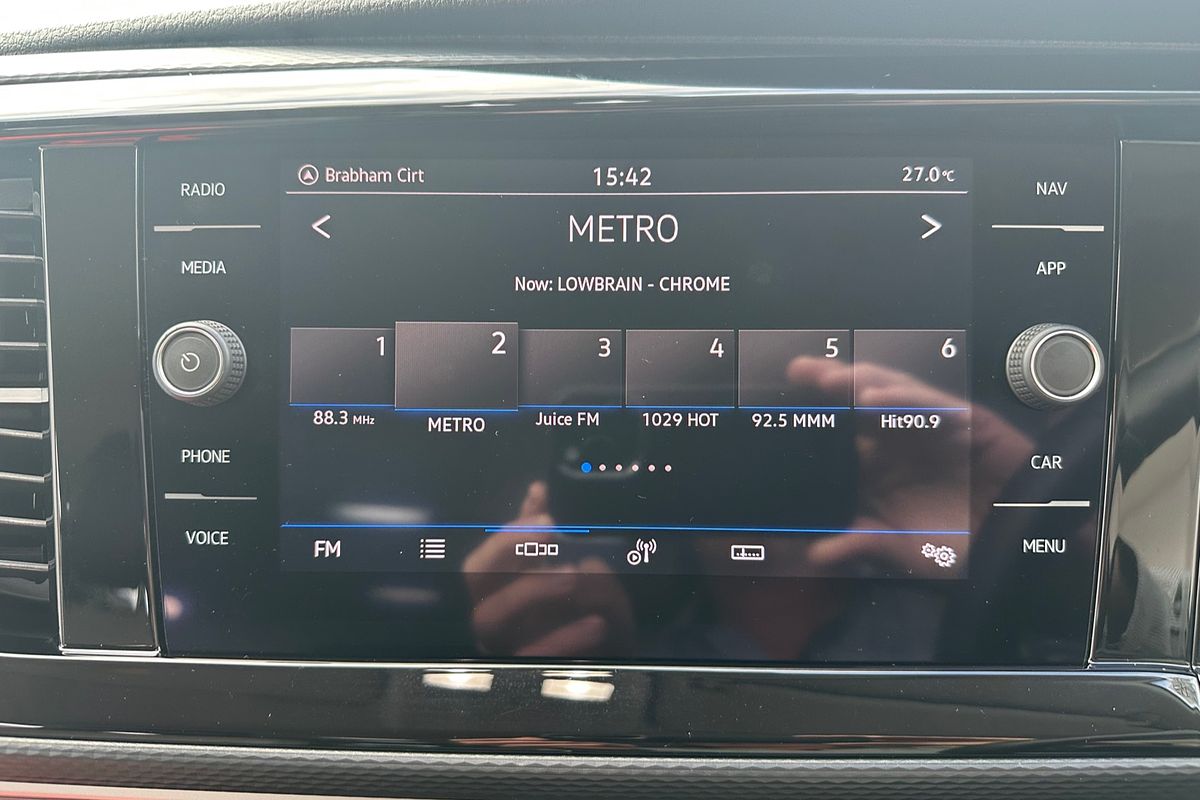 RADIO
MEDIA
PHONE
VOICE
Brabham Cirt 15:42 27.0°C
< METRO >
Now: LOWBRAIN - CHROME
1 2 3 4 5 6
88.3 MHz METRO Juice FM 1029 HOT 92.5 MMM Hit90.9
FM
NAV
APP
CAR
MENU